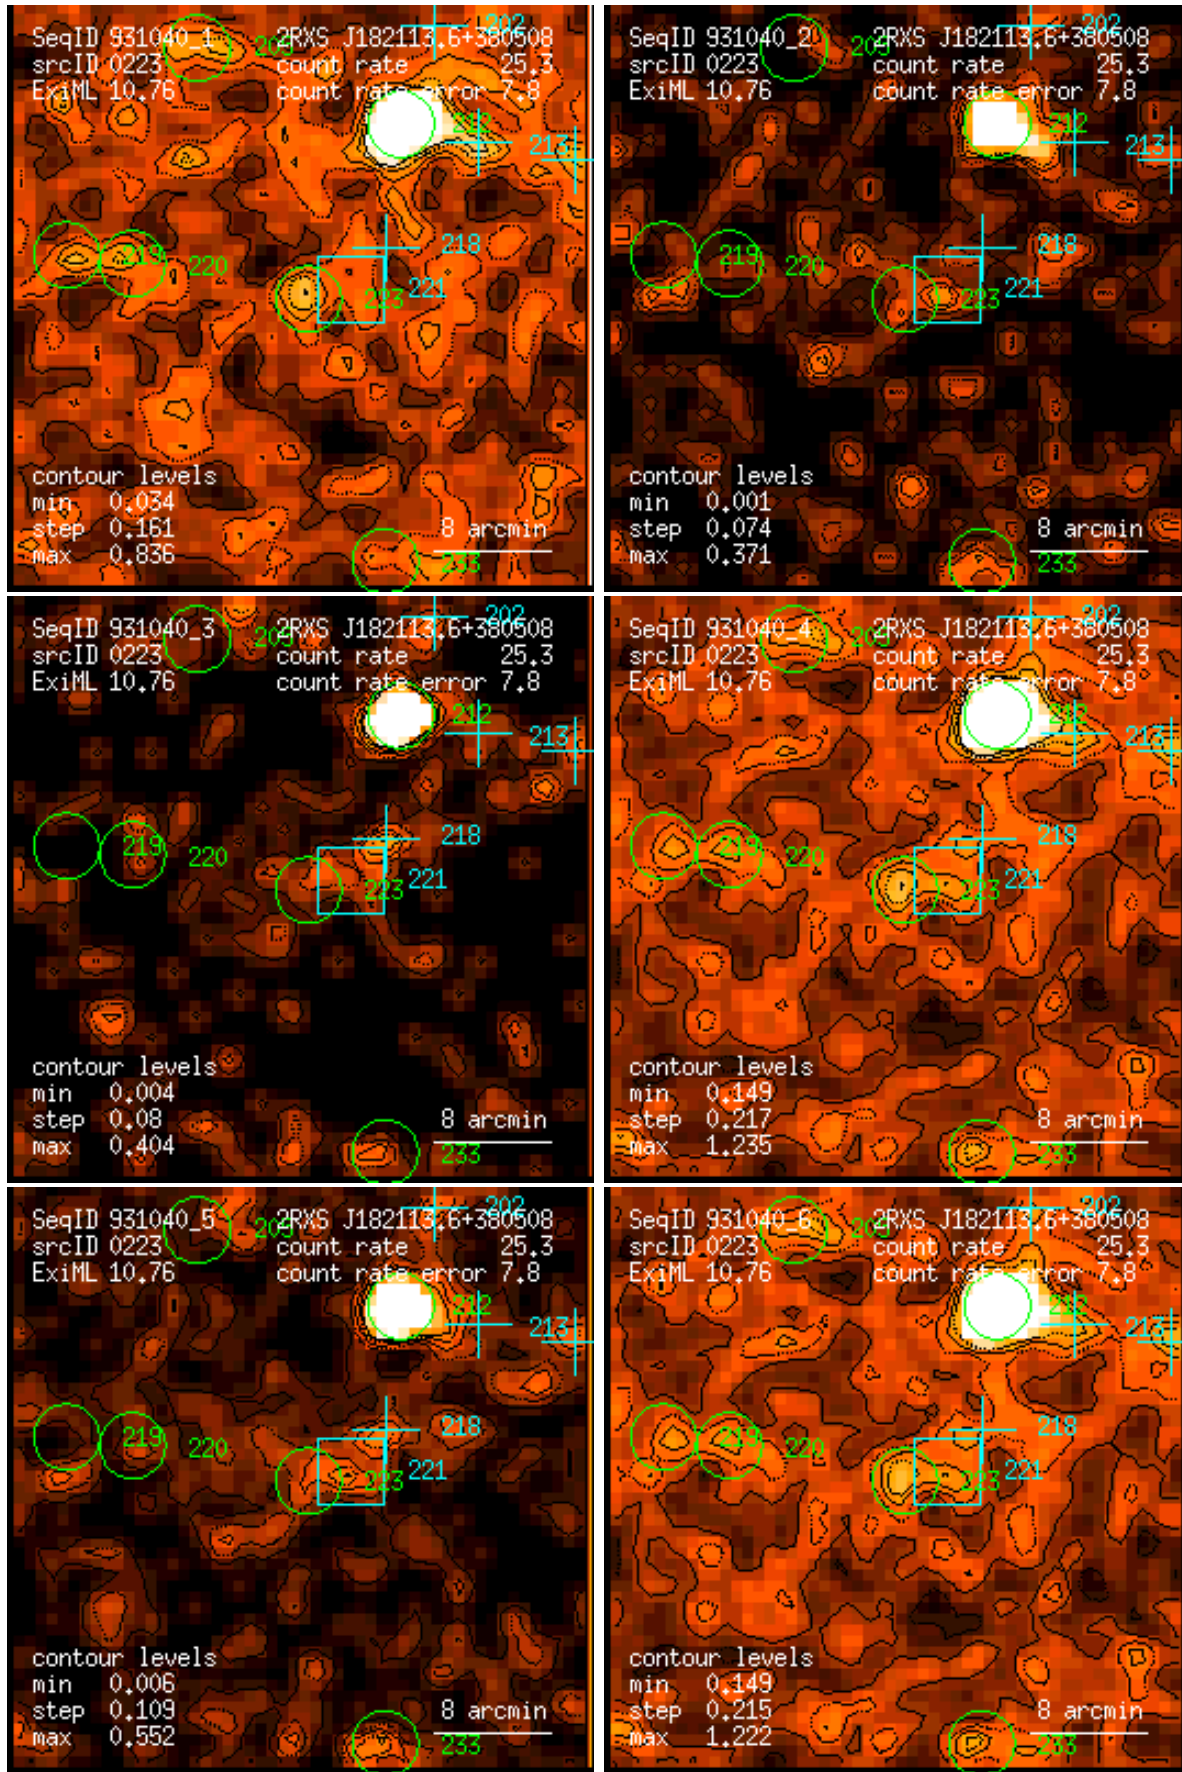 SeqID 931040_1 205 2RXS J182113.6+380508 202
srcID 0223 count rate 25.3
ExiML 10.76 count rate error 7.8
212
213
218
219
220
221
223
contour levels
min 0.034
step 0.161 8 arcmin
max 0.836 233
SeqID 931040_2 205 2RXS J182113.6+380508 202
srcID 0223 count rate 25.3
ExiML 10.76 count rate error 7.8
212
213
218
219
220
221
223
contour levels
min 0.001
step 0.074 8 arcmin
max 0.371 233
SeqID 931040_3 205 2RXS J182113.6+380508 202
srcID 0223 count rate 25.3
ExiML 10.76 count rate error 7.8
212
213
218
219
220
221
223
contour levels
min 0.004
step 0.08 8 arcmin
max 0.404 233
SeqID 931040_4 205 2RXS J182113.6+380508 202
srcID 0223 count rate 25.3
ExiML 10.76 count rate error 7.8
212
213
218
219
220
221
223
contour levels
min 0.149
step 0.217 8 arcmin
max 1.235 233
SeqID 931040_5 205 2RXS J182113.6+380508 202
srcID 0223 count rate 25.3
ExiML 10.76 count rate error 7.8
212
213
218
219
220
221
223
contour levels
min 0.006
step 0.109 8 arcmin
max 0.552 233
SeqID 931040_6 205 2RXS J182113.6+380508 202
srcID 0223 count rate 25.3
ExiML 10.76 count rate error 7.8
212
213
218
219
220
221
223
contour levels
min 0.149
step 0.215 8 arcmin
max 1.222 233